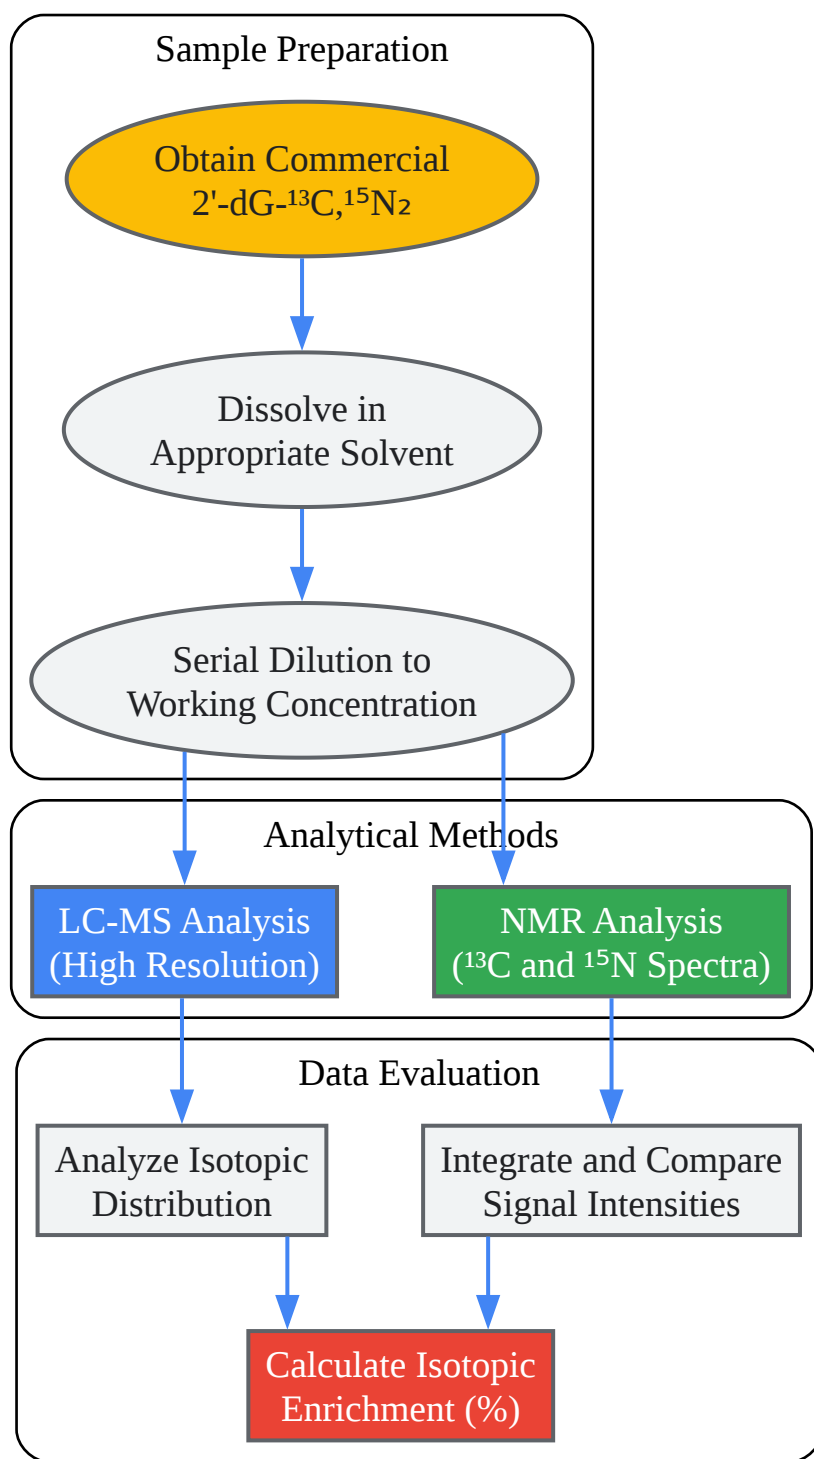 Sample Preparation
Obtain Commercial
2'-dG-¹³C,¹⁵N₂
Dissolve in
Appropriate Solvent
Serial Dilution to
Working Concentration
Analytical Methods
LC-MS Analysis
(High Resolution)
NMR Analysis
(¹³C and ¹⁵N Spectra)
Data Evaluation
Analyze Isotopic
Distribution
Integrate and Compare
Signal Intensities
Calculate Isotopic
Enrichment (%)